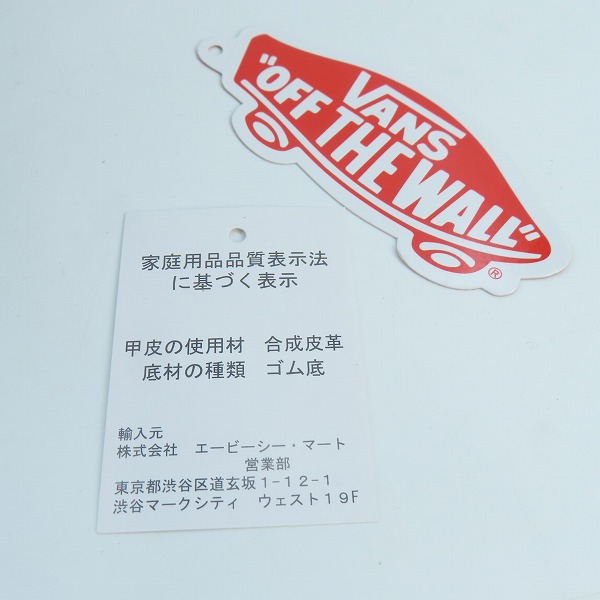 VANS
"OFF THE WALL"
®
家庭用品品質表示法
に基づく表示
甲皮の使用材　合成皮革
底材の種類　ゴム底
輸入元
株式会社　エービーシー・マート
営業部
東京都渋谷区道玄坂１-１２-１
渋谷マークシティ　ウェスト１９F